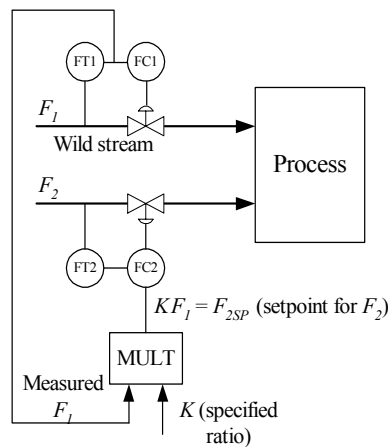 FT1 FC1
F₁
Wild stream
Process
F₂
FT2 FC2
KF₁ = F₂SP (setpoint for F₂)
MULT
Measured
F₁
K (specified
ratio)